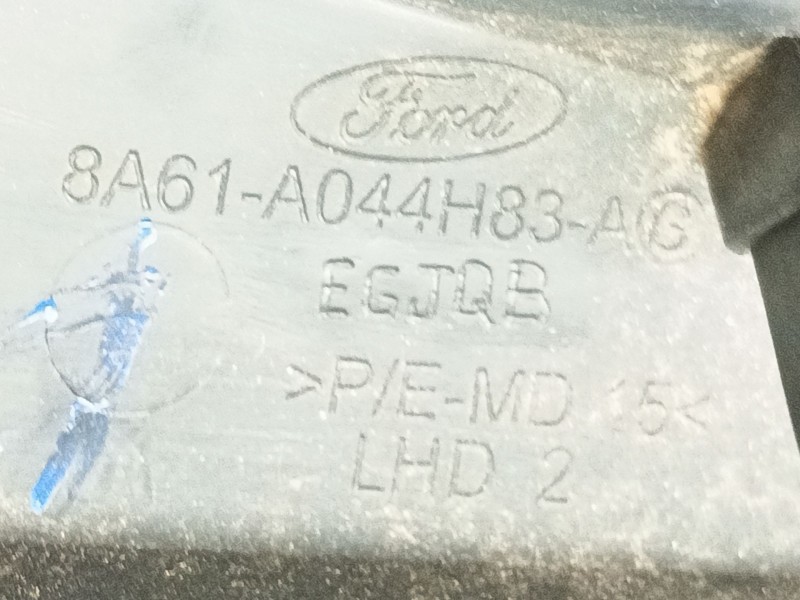 Ford
8A61-A044H83-AG
EGJQB
>P/E-MD 15<
LHD 2